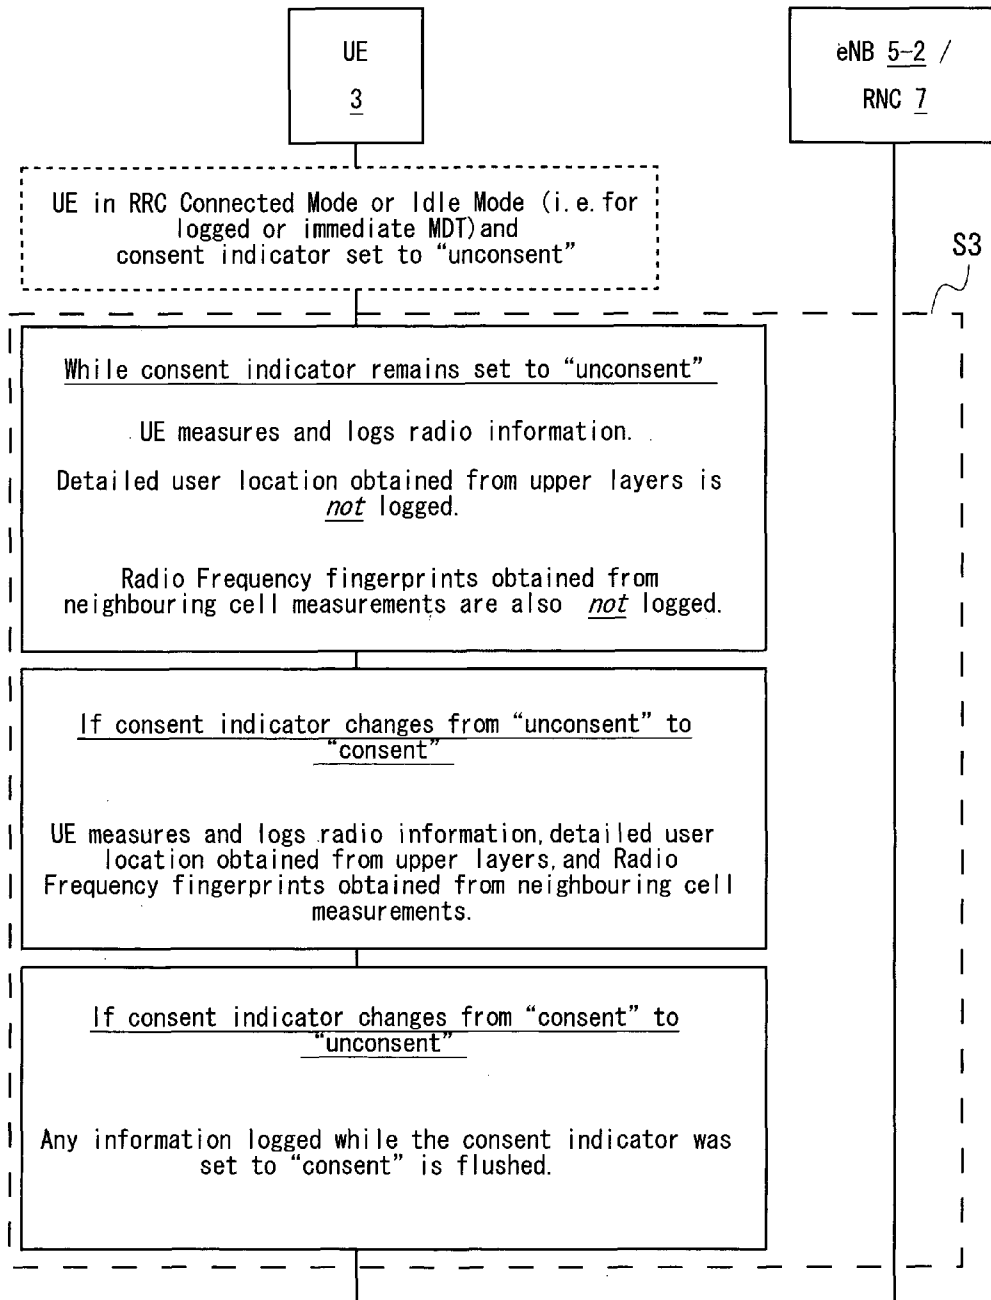 UE
3
eNB 5-2 /
RNC 7
UE in RRC Connected Mode or Idle Mode (i.e. for
logged or immediate MDT) and
consent indicator set to “unconsent”
S3
While consent indicator remains set to “unconsent”
UE measures and logs radio information.
Detailed user location obtained from upper layers is
not logged.
Radio Frequency fingerprints obtained from
neighbouring cell measurements are also not logged.
If consent indicator changes from “unconsent” to
“consent”
UE measures and logs radio information, detailed user
location obtained from upper layers, and Radio
Frequency fingerprints obtained from neighbouring cell
measurements.
If consent indicator changes from “consent” to
“unconsent”
Any information logged while the consent indicator was
set to “consent” is flushed.